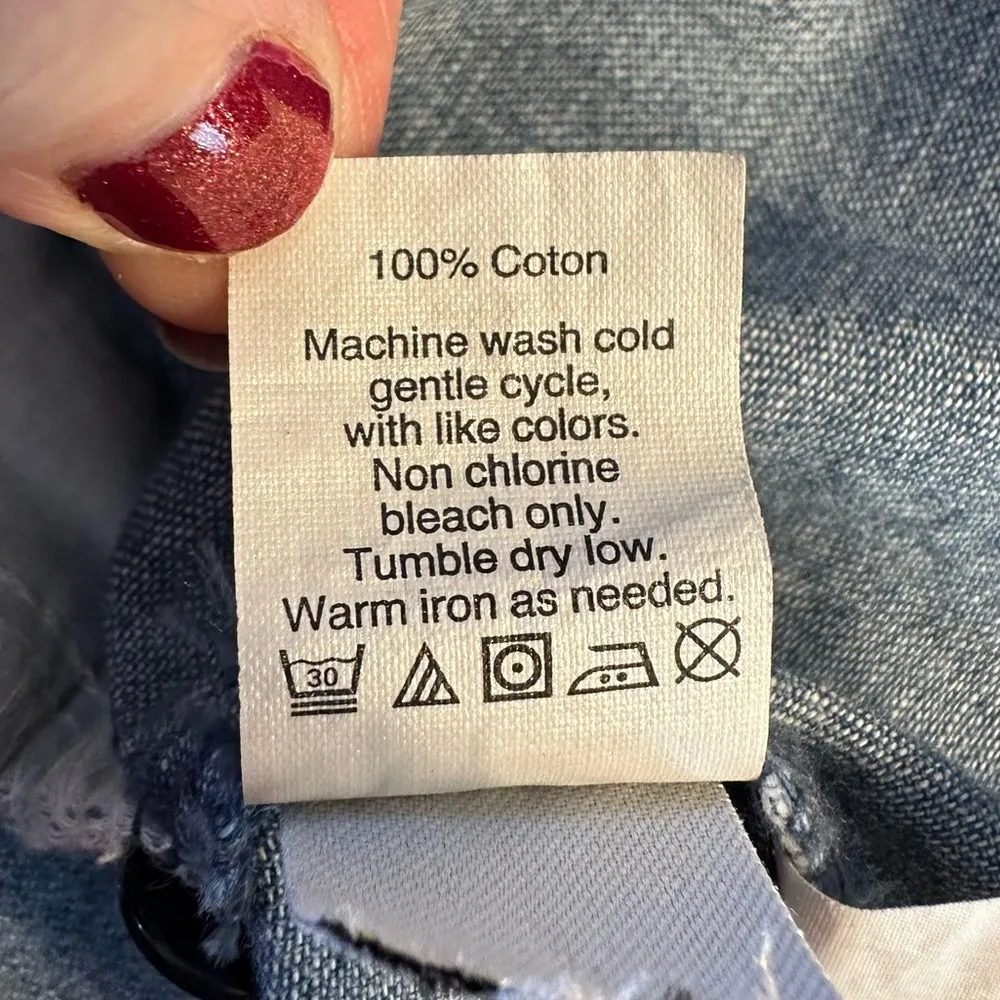 100% Coton
Machine wash cold
gentle cycle,
with like colors.
Non chlorine
bleach only.
Tumble dry low.
Warm iron as needed.
30